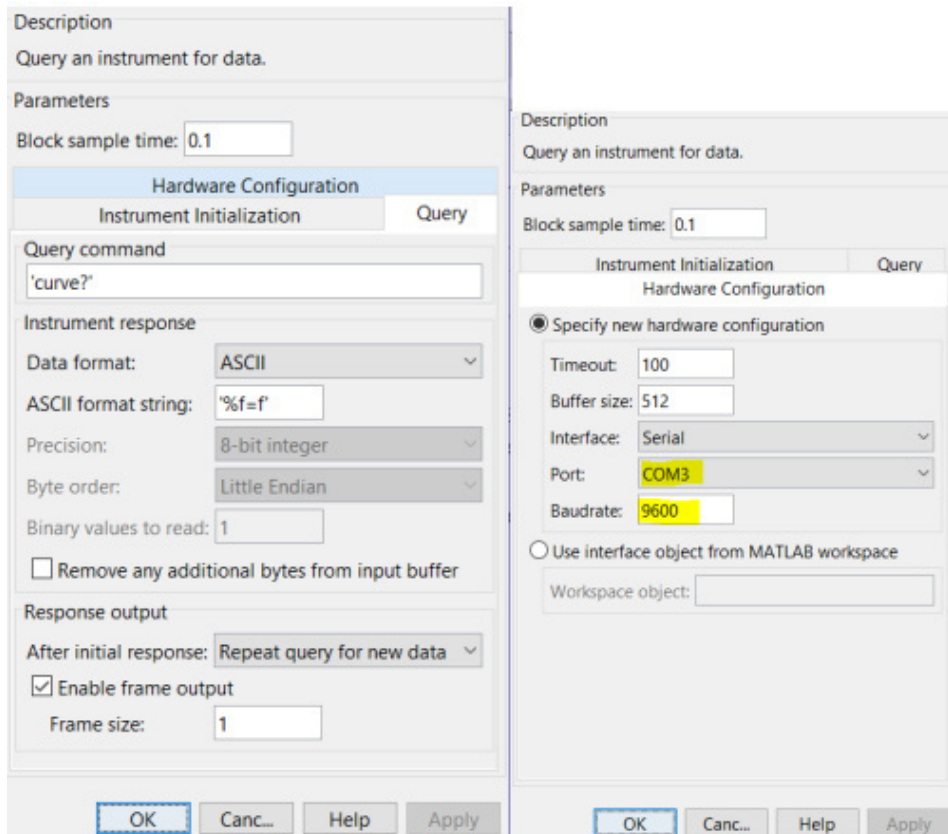 Description
Query an instrument for data.
Parameters
Block sample time: 0.1
Hardware Configuration
Instrument Initialization Query
Query command
'curve?'
Instrument response
Data format: ASCII
ASCII format string: '%f=f'
Precision: 8-bit integer
Byte order: Little Endian
Binary values to read: 1
Remove any additional bytes from input buffer
Response output
After initial response: Repeat query for new data
Enable frame output
Frame size: 1
OK Canc... Help Apply
Description
Query an instrument for data.
Parameters
Block sample time: 0.1
Instrument Initialization Query
Hardware Configuration
Specify new hardware configuration
Timeout: 100
Buffer size: 512
Interface: Serial
Port: COM3
Baudrate: 9600
Use interface object from MATLAB workspace
Workspace object:
OK Canc... Help Apply